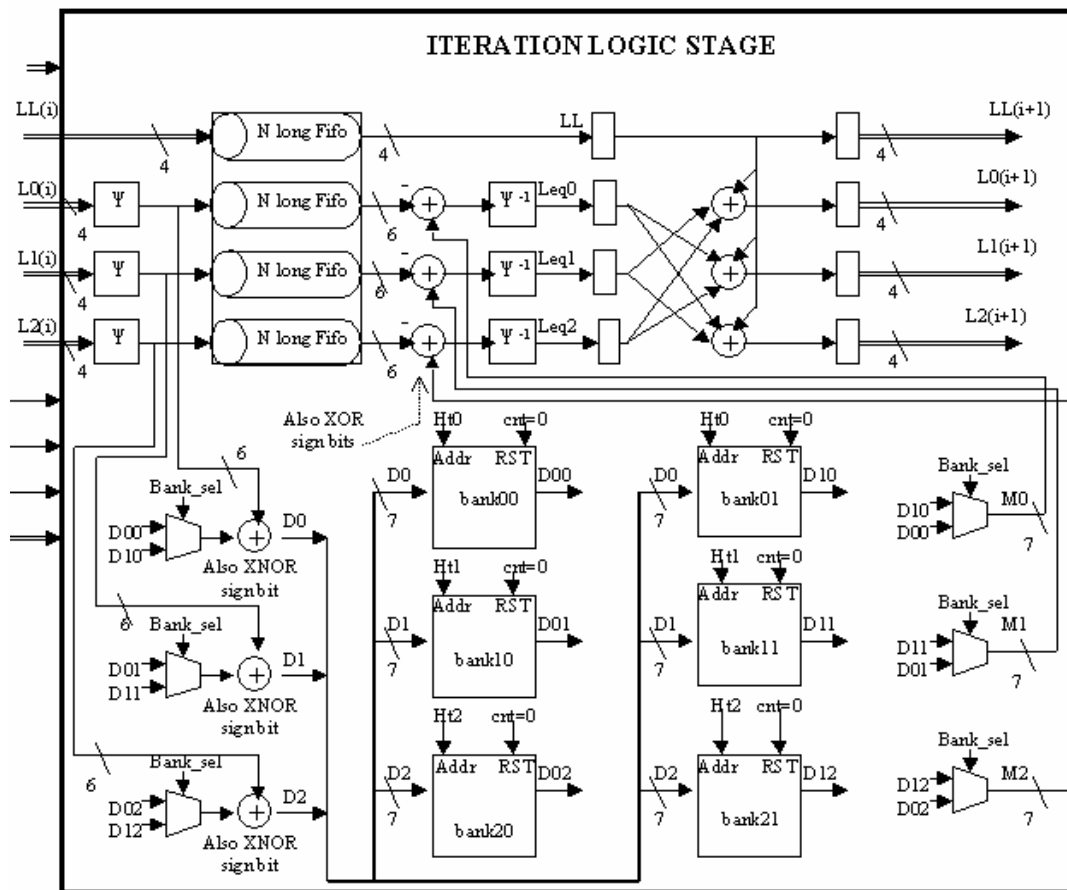 ITERATION LOGIC STAGE
LL(i) 4 N long Fifo 4 LL 4 LL(i+1)
L0(i) 4 Ψ N long Fifo 6 - + Ψ -1 Leq0 + 4 L0(i+1)
L1(i) 4 Ψ N long Fifo 6 - + Ψ -1 Leq1 + 4 L1(i+1)
L2(i) 4 Ψ N long Fifo 6 - + Ψ -1 Leq2 + 4 L2(i+1)
Also XOR
sign bits
6
Bank_sel
D00
D10
+
D0
Also XNOR
sign bit
6
Bank_sel
D01
D11
+
D1
Also XNOR
sign bit
6
Bank_sel
D02
D12
+
D2
Also XNOR
sign bit
Ht0 cnt=0
Addr RST
D0 7 bank00 D00
Ht1 cnt=0
Addr RST
D1 7 bank10 D01
Ht2 cnt=0
Addr RST
D2 7 bank20 D02
Ht0 cnt=0
Addr RST
D0 7 bank01 D10
Ht1 cnt=0
Addr RST
D1 7 bank11 D11
Ht2 cnt=0
Addr RST
D2 7 bank21 D12
Bank_sel
D10
D00
M0
7
Bank_sel
D11
D01
M1
7
Bank_sel
D12
D02
M2
7